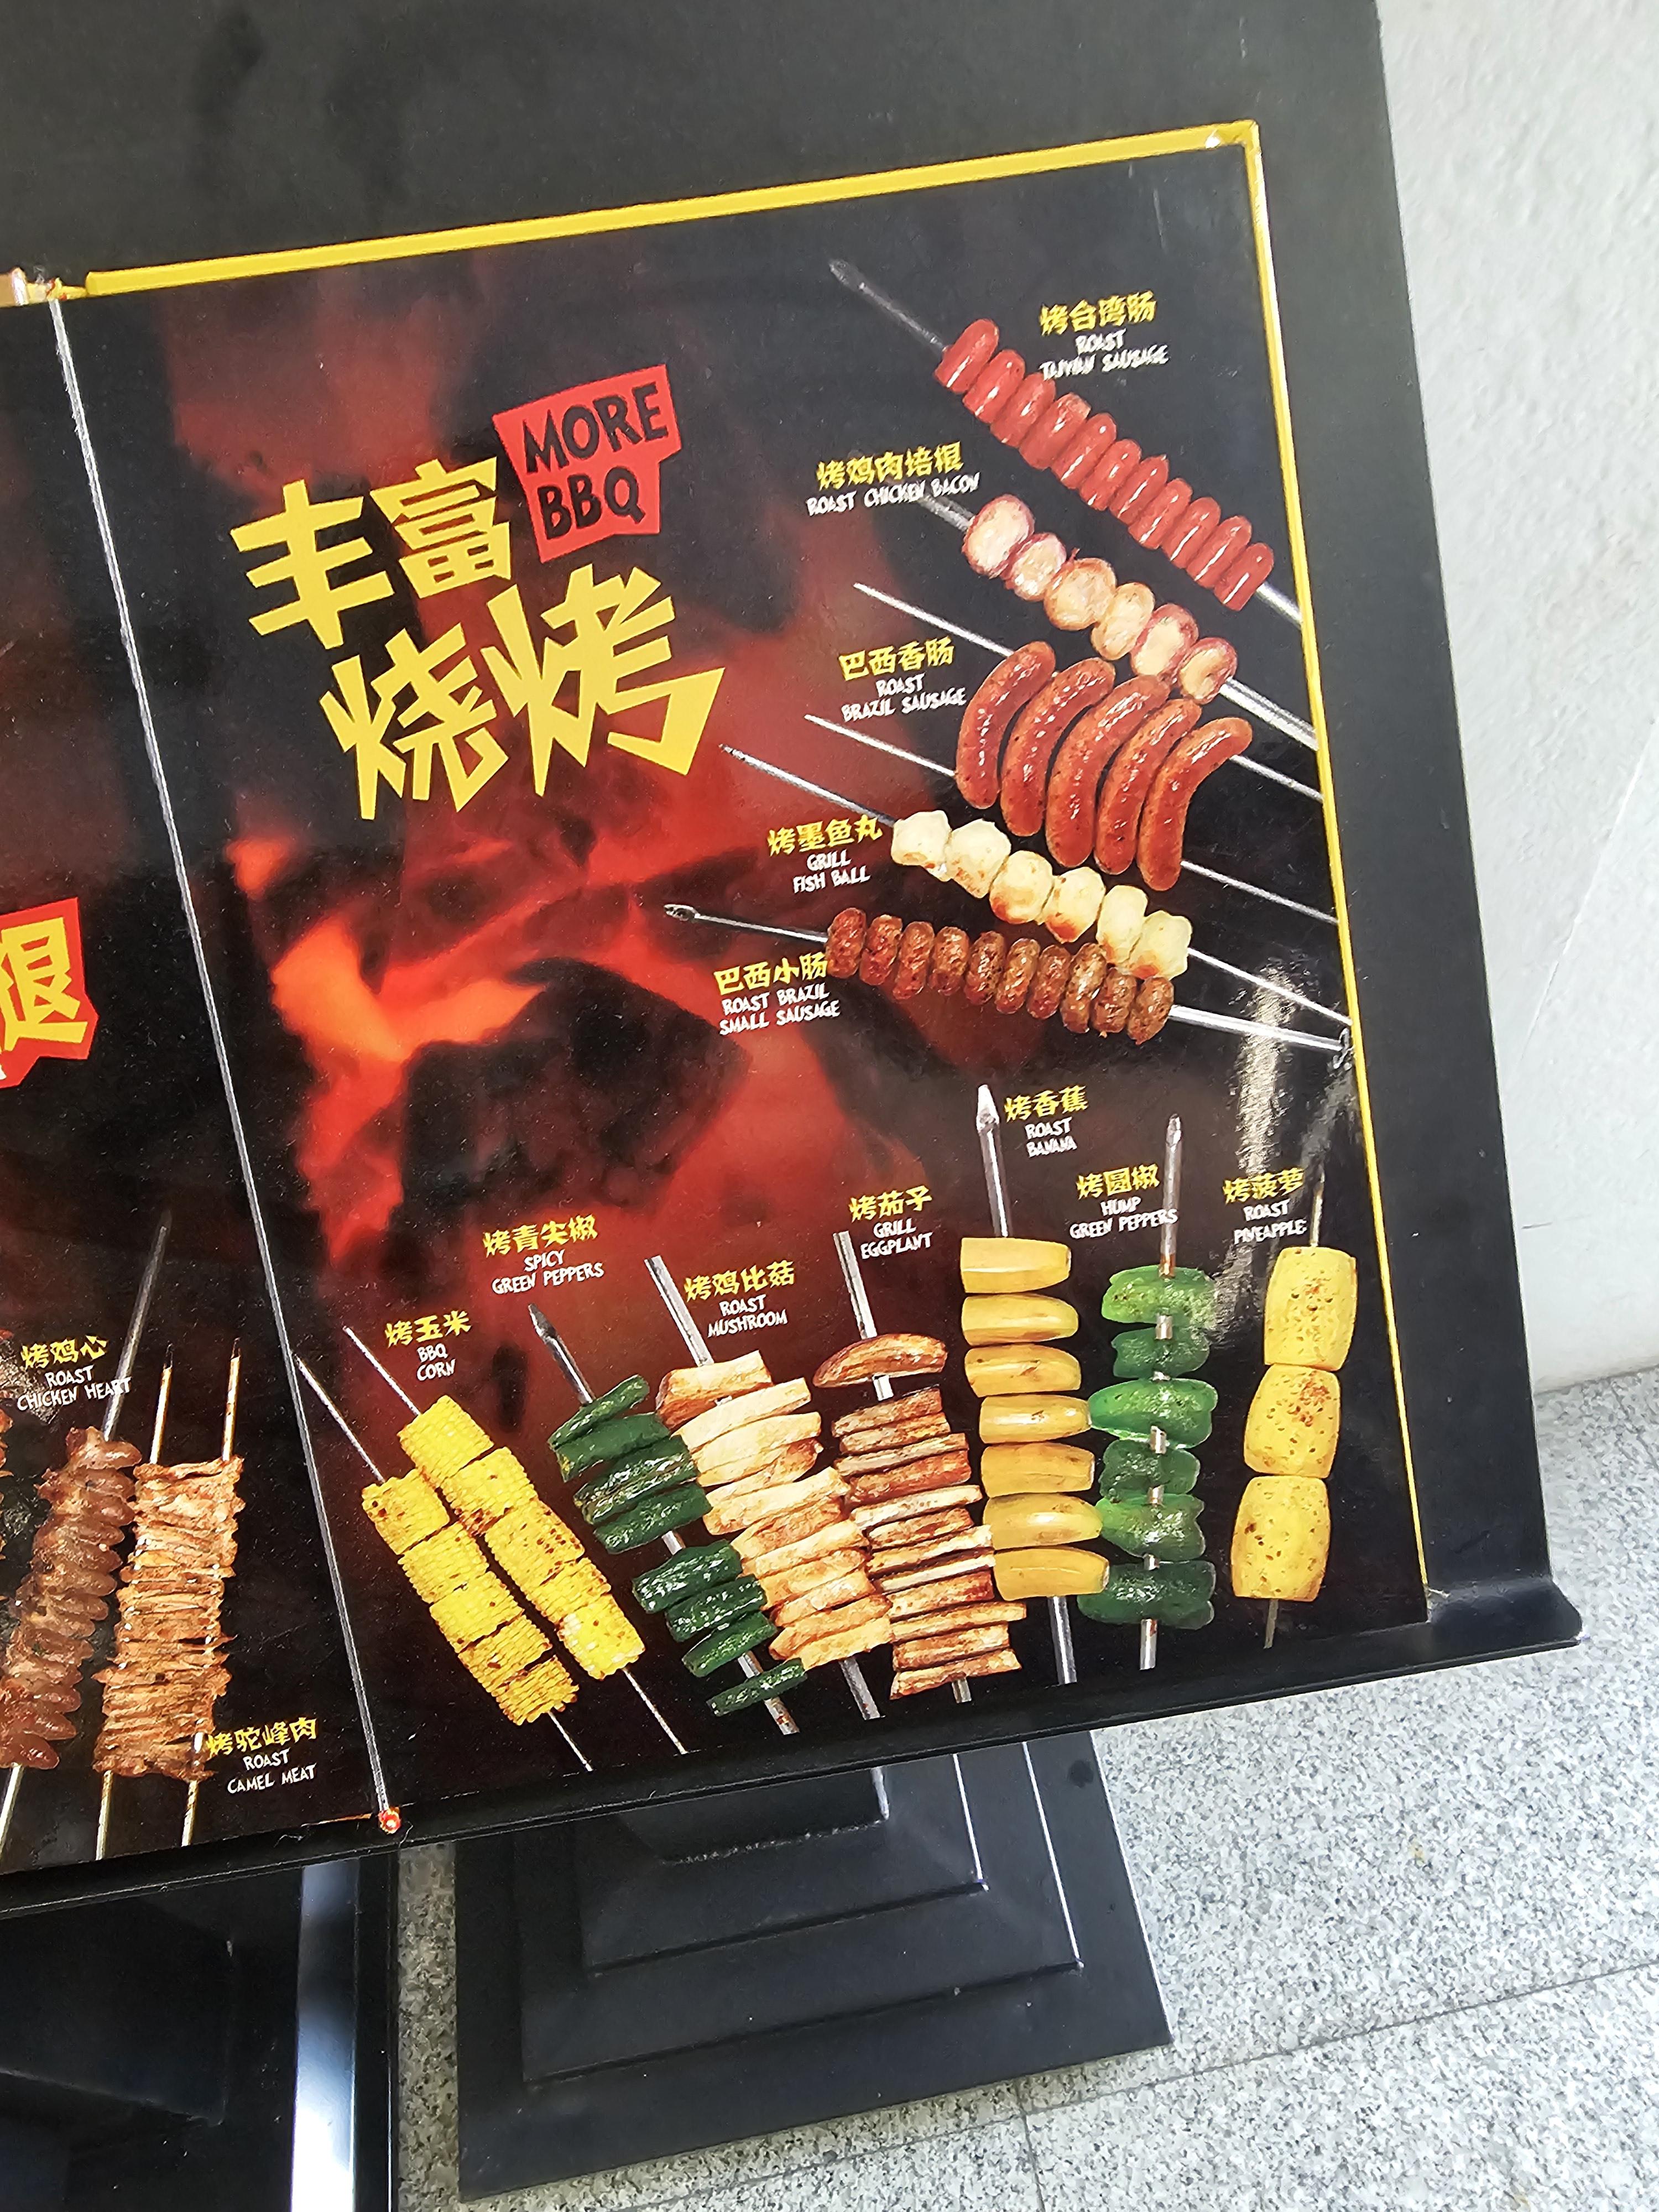 丰富
烧烤
MORE
BBQ
烤台湾肠
ROAST
TAIWAN SAUSAGE
烤鸡肉培根
ROAST CHICKEN BACON
巴西香肠
ROAST
BRAZIL SAUSAGE
烤墨鱼丸
GRILL
FISH BALL
巴西小肠
ROAST BRAZIL
SMALL SAUSAGE
烤香蕉
ROAST
BANANA
烤圆椒
HUMP
GREEN PEPPERS
烤菠萝
ROAST
PINEAPPLE
烤茄子
GRILL
EGGPLANT
烤青尖椒
SPICY
GREEN PEPPERS
烤鸡比菇
ROAST
MUSHROOM
烤玉米
BBQ
CORN
烤鸡心
ROAST
CHICKEN HEART
烤驼峰肉
ROAST
CAMEL MEAT
腿